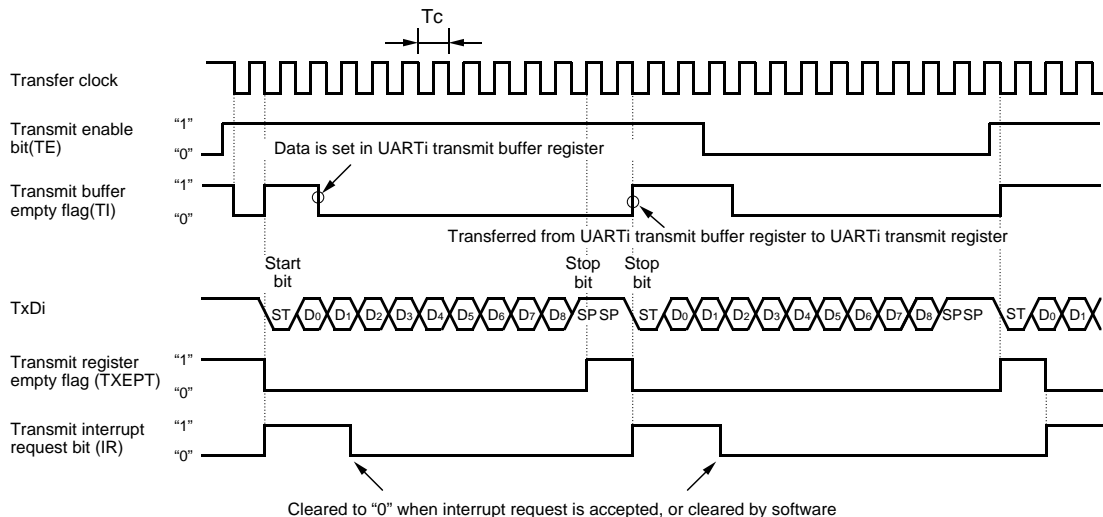 Tc
Transfer clock
Transmit enable
bit(TE)
“1”
“0”
Data is set in UARTi transmit buffer register
Transmit buffer
empty flag(TI)
“1”
“0”
Transferred from UARTi transmit buffer register to UARTi transmit register
Start
bit
Stop
bit
Stop
bit
TxDi
ST D0 D1 D2 D3 D4 D5 D6 D7 D8 SP SP ST D0 D1 D2 D3 D4 D5 D6 D7 D8 SPSP ST D0 D1
Transmit register
empty flag (TXEPT)
“1”
“0”
Transmit interrupt
request bit (IR)
“1”
“0”
Cleared to “0” when interrupt request is accepted, or cleared by software